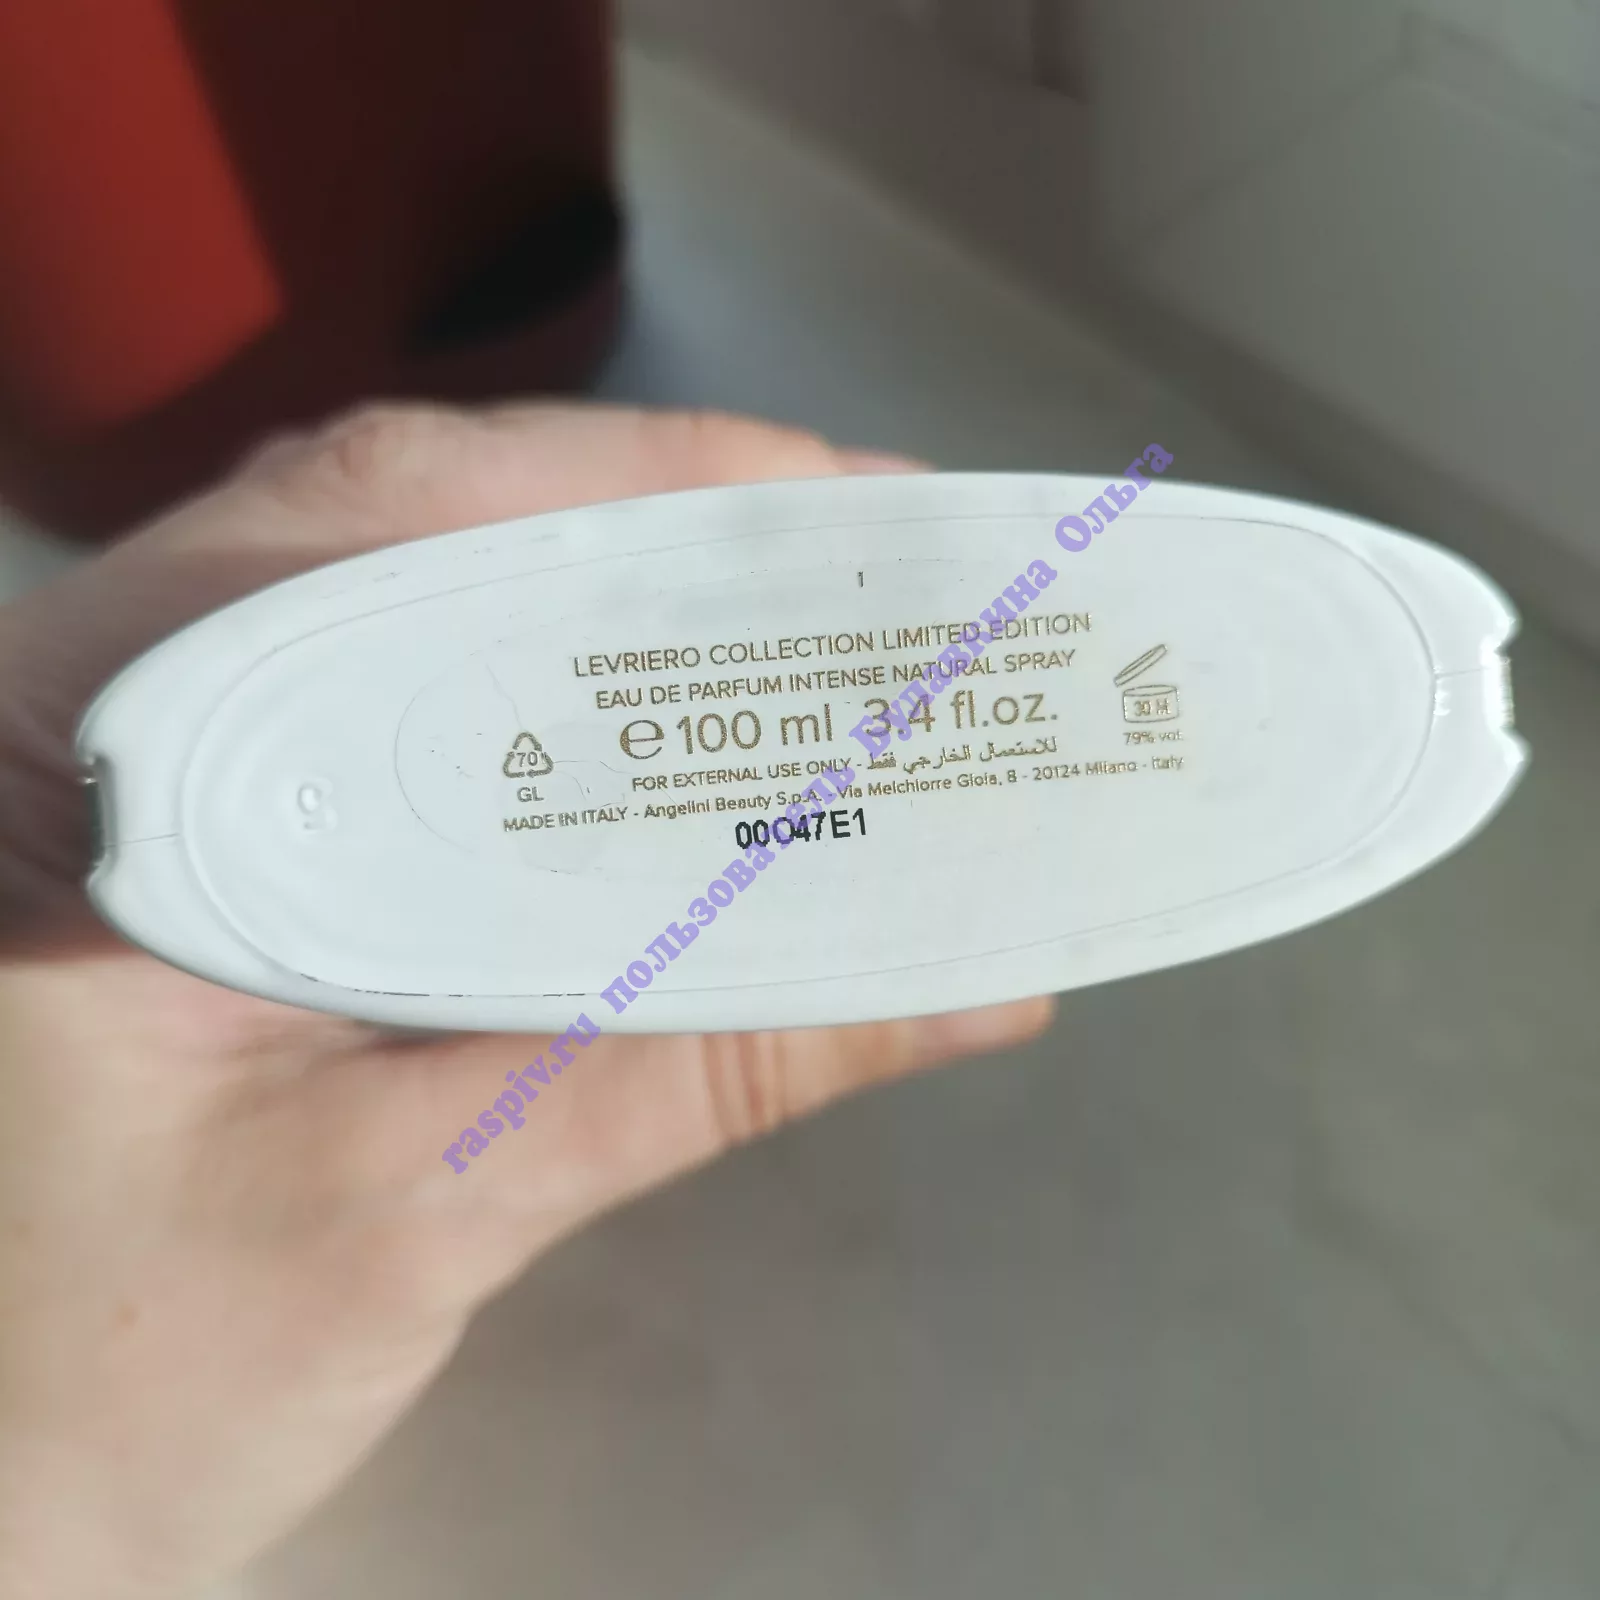 1
LEVRIERO COLLECTION LIMITED EDITION
EAU DE PARFUM INTENSE NATURAL SPRAY
℮ 100 ml 3.4 fl.oz.
30 M
79% vol.
70
GL
FOR EXTERNAL USE ONLY - للاستعمال الخارجي فقط
MADE IN ITALY - Angelini Beauty S.p.A. - Via Melchiorre Gioia, 8 - 20124 Milano - Italy
00C47E1
raspiv.ru пользователь Булавкина Ольга